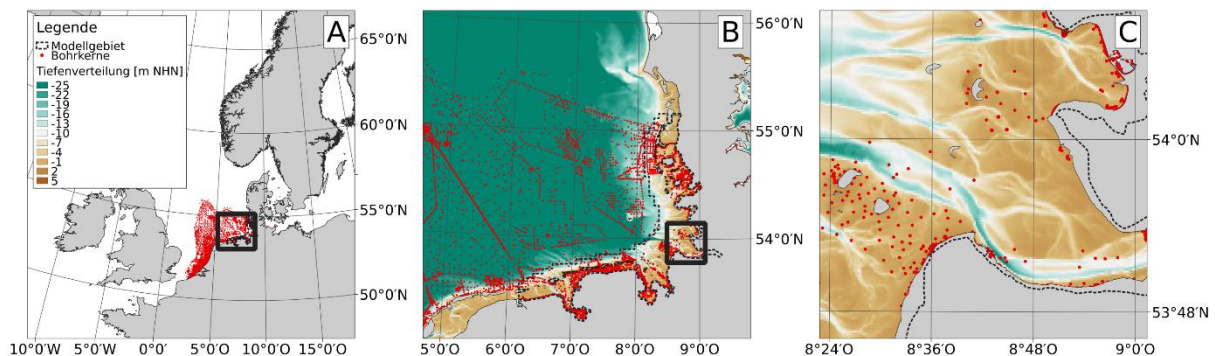 A
Legende
Modellgebiet
Bohrkerne
Tiefenverteilung [m NHN]
-25
-22
-19
-16
-13
-10
-7
-4
-1
2
5
65°0'N
60°0'N
55°0'N
50°0'N
10°0'W
5°0'W
0°0'
5°0'O
10°0'O
15°0'O
B
56°0'N
55°0'N
54°0'N
5°0'O
6°0'O
7°0'O
8°0'O
9°0'O
C
54°0'N
53°48'N
8°24'O
8°36'O
8°48'O
9°0'O